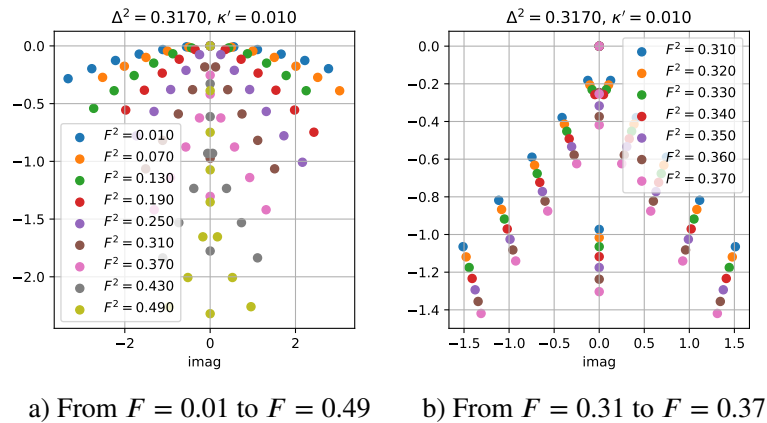 Δ² = 0.3170, κ′ = 0.010
0.0
−0.5
−1.0
−1.5
−2.0
F² = 0.010
F² = 0.070
F² = 0.130
F² = 0.190
F² = 0.250
F² = 0.310
F² = 0.370
F² = 0.430
F² = 0.490
−2 0 2
imag
a) From F = 0.01 to F = 0.49
Δ² = 0.3170, κ′ = 0.010
0.0
−0.2
−0.4
−0.6
−0.8
−1.0
−1.2
−1.4
F² = 0.310
F² = 0.320
F² = 0.330
F² = 0.340
F² = 0.350
F² = 0.360
F² = 0.370
−1.5 −1.0 −0.5 0.0 0.5 1.0 1.5
imag
b) From F = 0.31 to F = 0.37